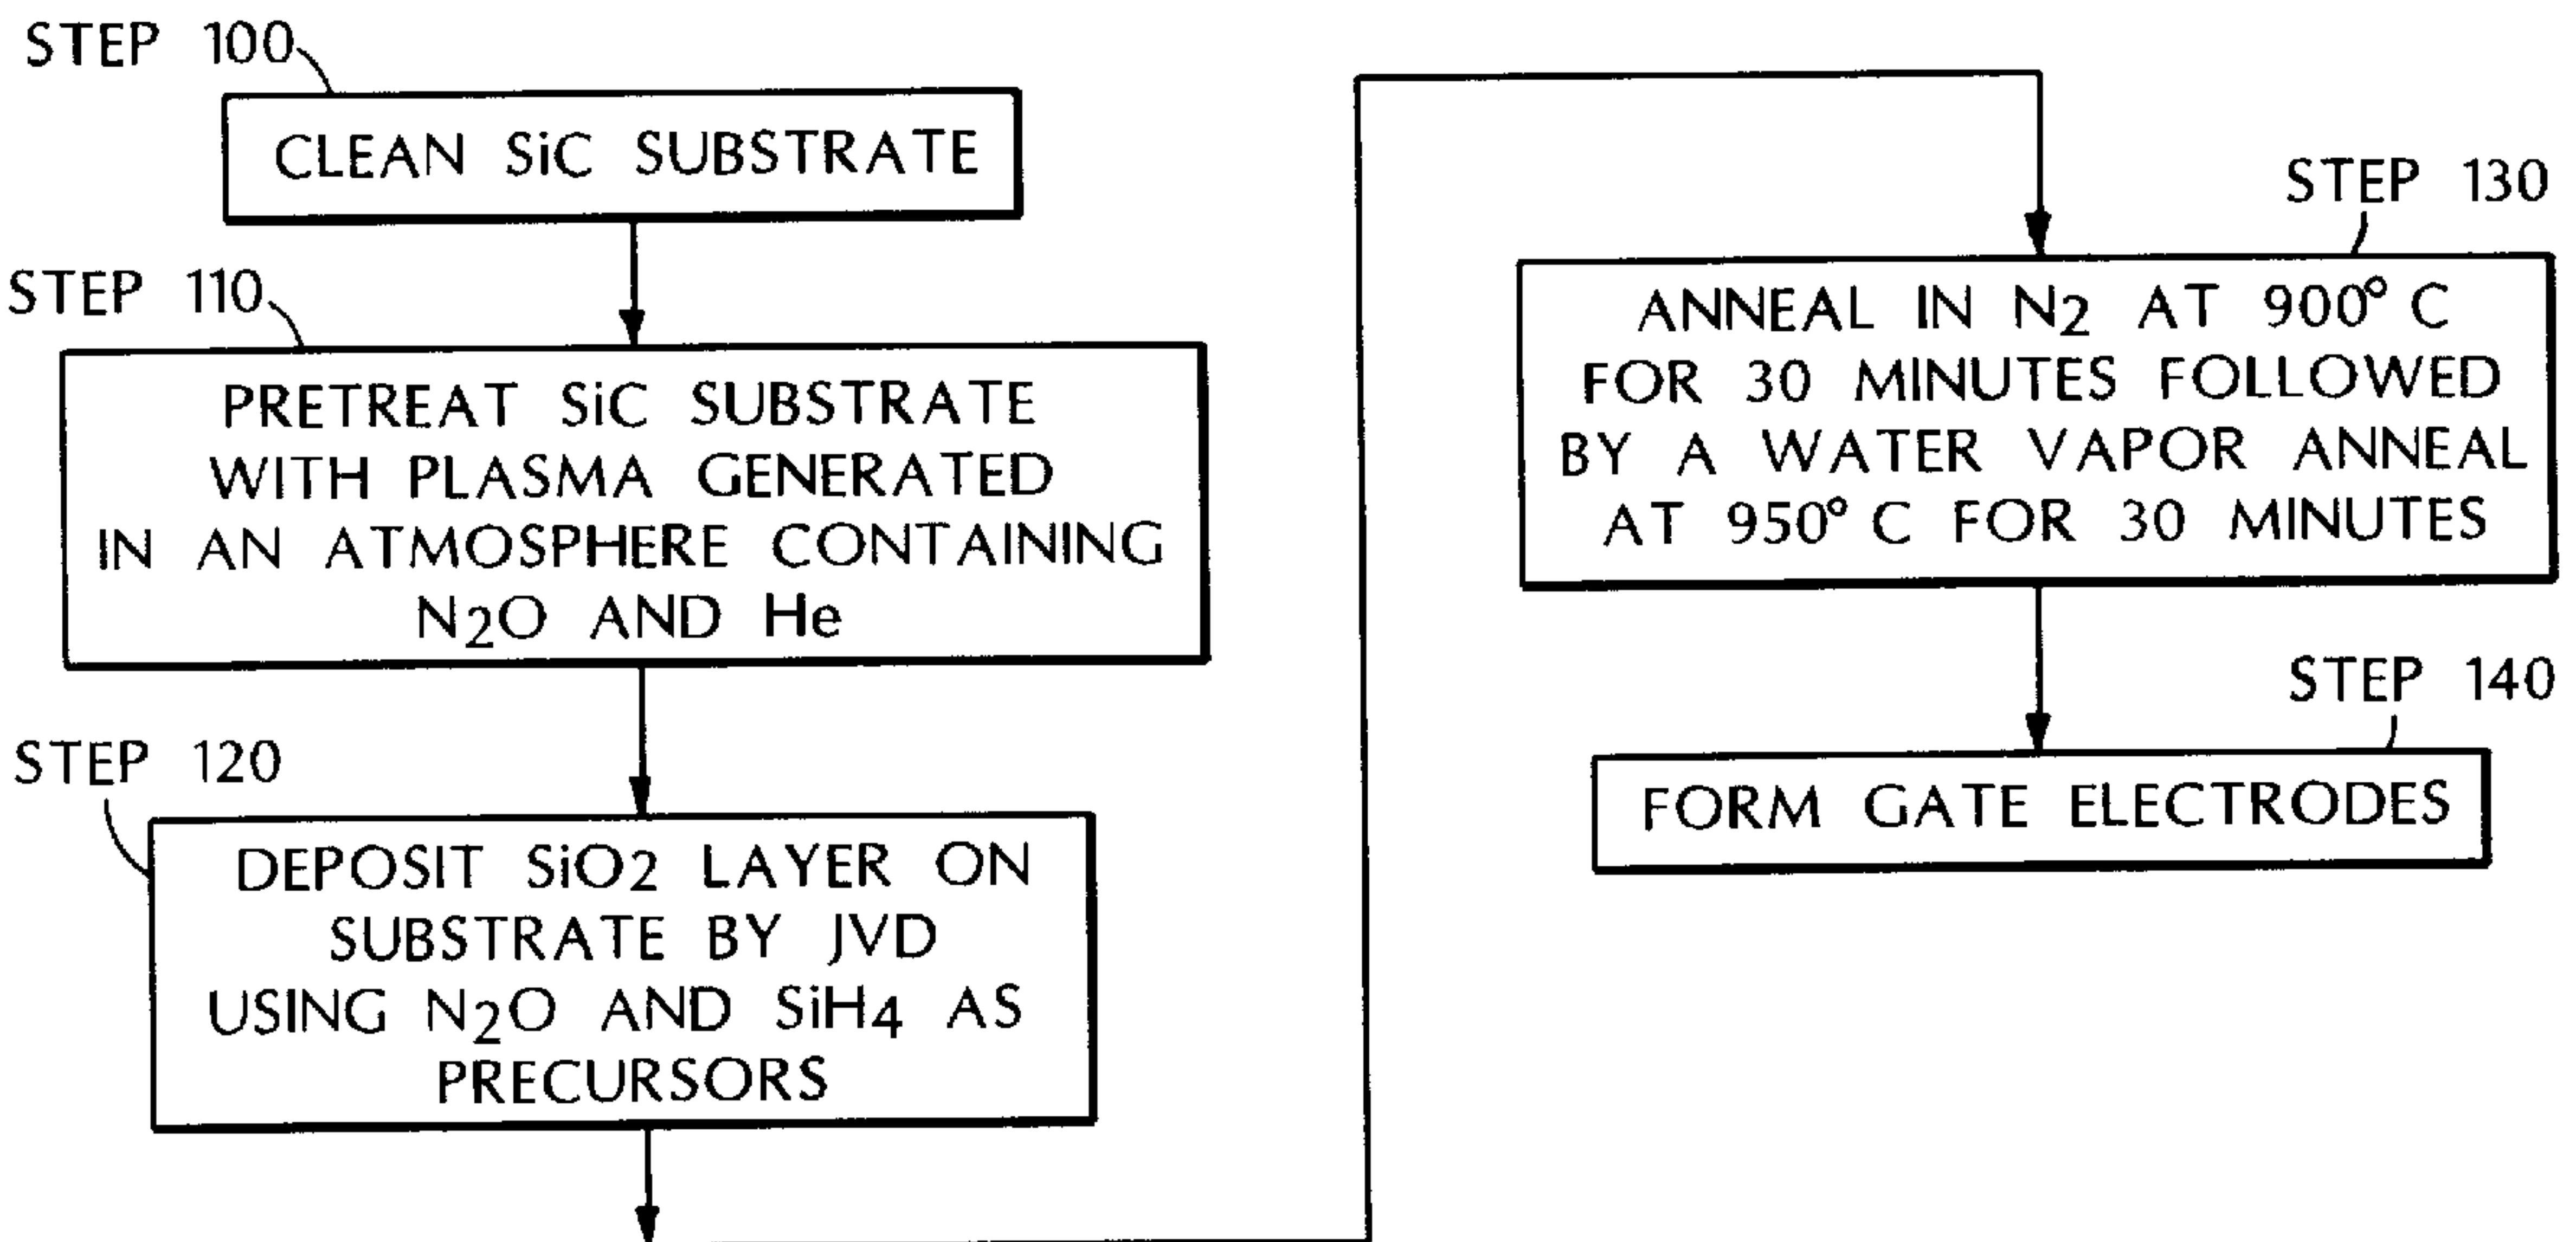 STEP 100
CLEAN SiC SUBSTRATE
STEP 110
PRETREAT SiC SUBSTRATE
WITH PLASMA GENERATED
IN AN ATMOSPHERE CONTAINING
N2O AND He
STEP 120
DEPOSIT SiO2 LAYER ON
SUBSTRATE BY JVD
USING N2O AND SiH4 AS
PRECURSORS
STEP 130
ANNEAL IN N2 AT 900° C
FOR 30 MINUTES FOLLOWED
BY A WATER VAPOR ANNEAL
AT 950° C FOR 30 MINUTES
STEP 140
FORM GATE ELECTRODES